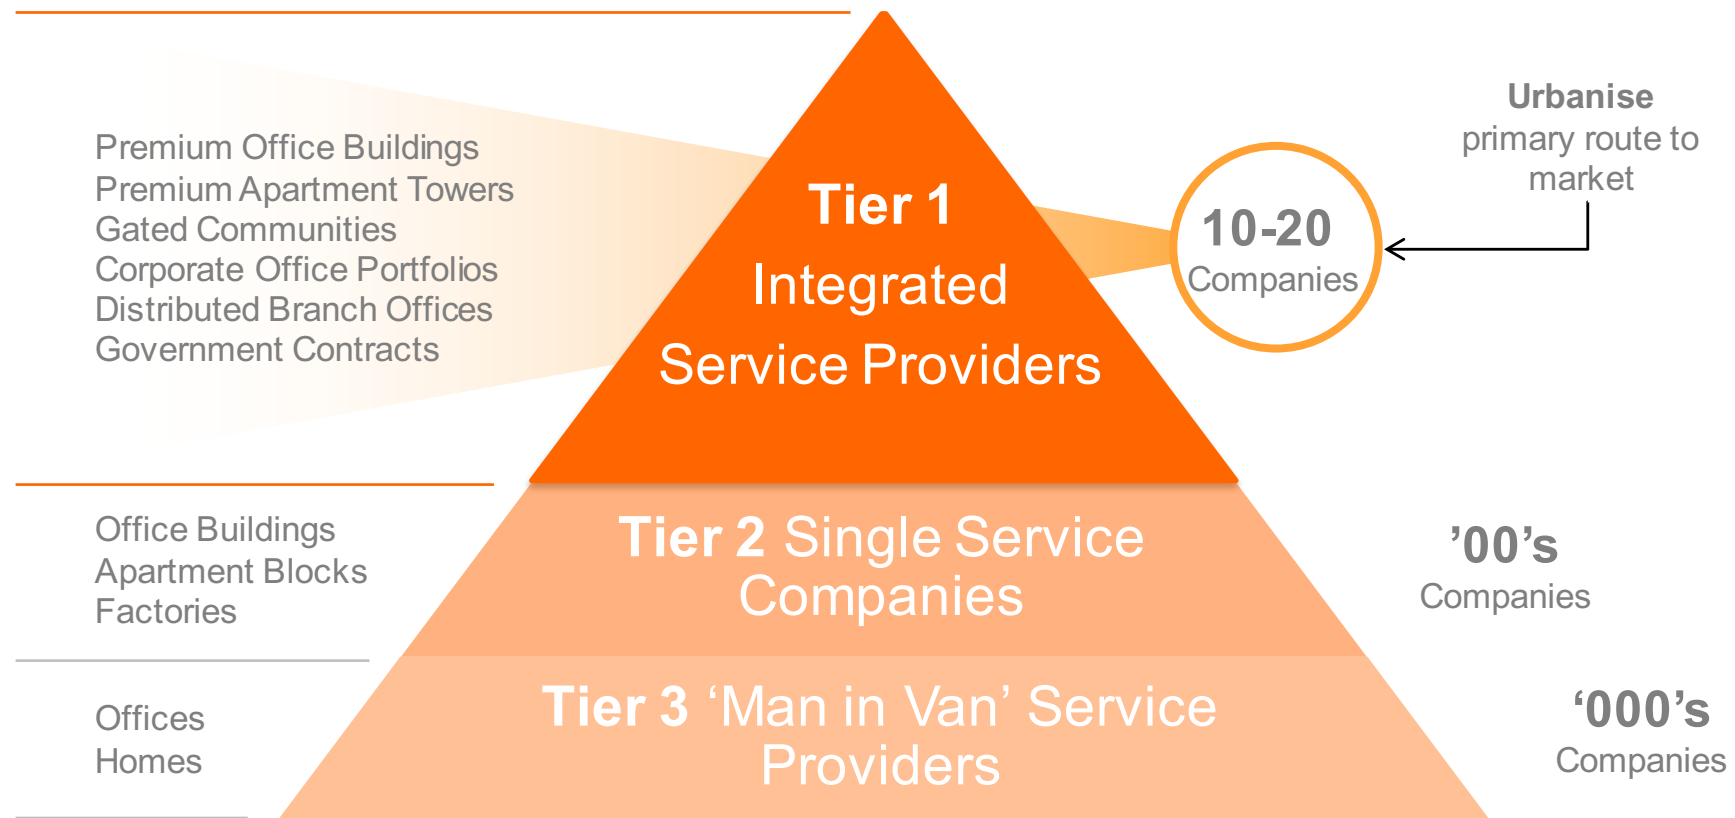 Premium Office Buildings
Premium Apartment Towers
Gated Communities
Corporate Office Portfolios
Distributed Branch Offices
Government Contracts
Tier 1
Integrated
Service Providers
10-20
Companies
Urbanise
primary route to
market
Office Buildings
Apartment Blocks
Factories
Tier 2 Single Service
Companies
’00’s
Companies
Offices
Homes
Tier 3 ‘Man in Van’ Service
Providers
‘000’s
Companies